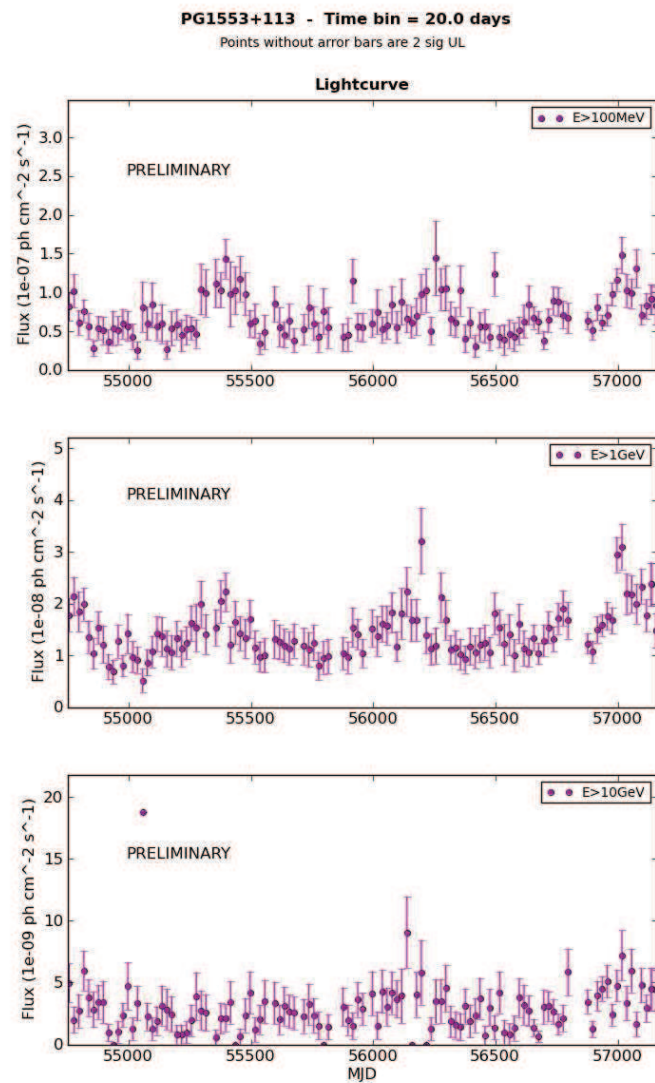 PG1553+113 - Time bin = 20.0 days
Points without arror bars are 2 sig UL
Lightcurve
Flux (1e-07 ph cm^-2 s^-1)
3.5
3.0
2.5
2.0
1.5
1.0
0.5
0.0
PRELIMINARY
E>100MeV
55000 55500 56000 56500 57000
Flux (1e-08 ph cm^-2 s^-1)
5
4
3
2
1
0
PRELIMINARY
E>1GeV
55000 55500 56000 56500 57000
Flux (1e-09 ph cm^-2 s^-1)
20
15
10
5
0
PRELIMINARY
E>10GeV
55000 55500 56000 56500 57000
MJD